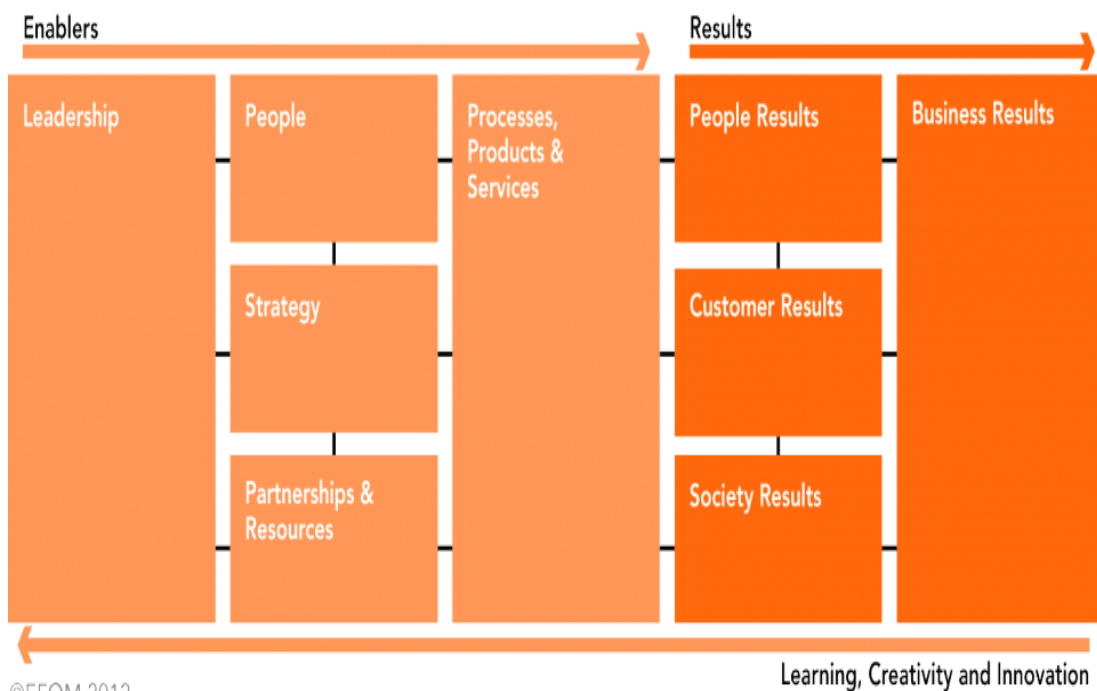 Enablers
Results
Leadership
People
Processes,
Products &
Services
People Results
Business Results
Strategy
Customer Results
Partnerships &
Resources
Society Results
Learning, Creativity and Innovation